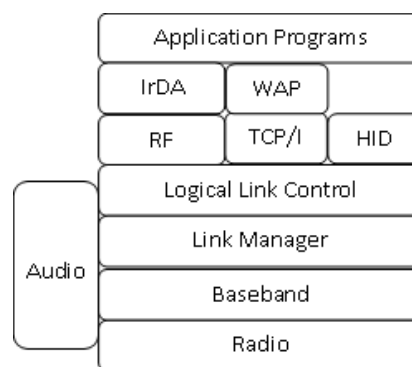 Application Programs
IrDA WAP
RF TCP/I HID
Logical Link Control
Link Manager
Audio
Baseband
Radio